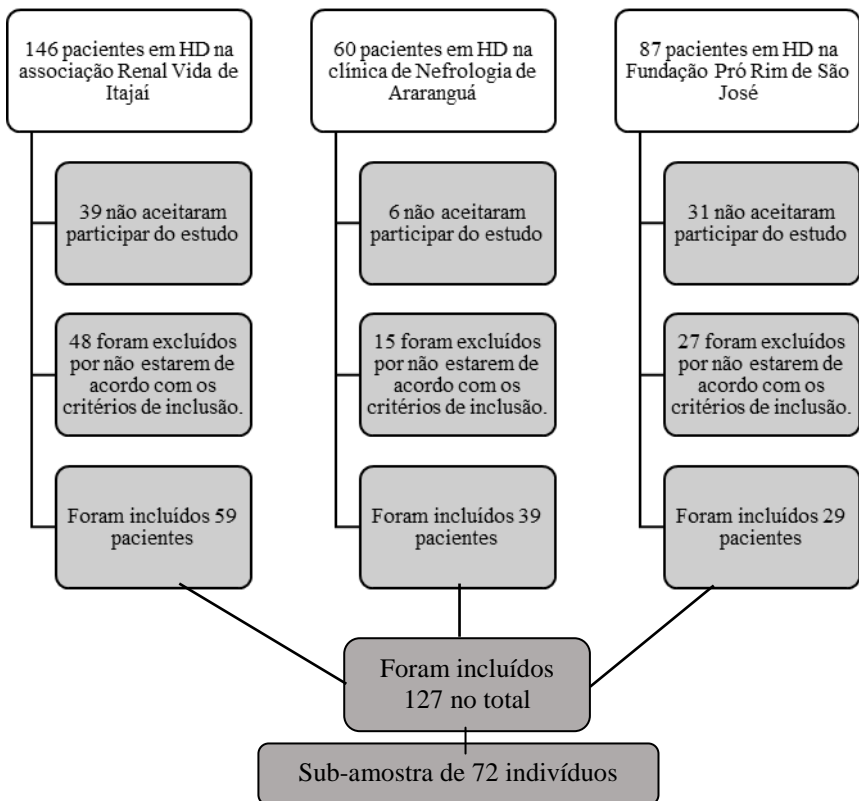 146 pacientes em HD na
associação Renal Vida de
Itajaí
39 não aceitaram
participar do estudo
48 foram excluídos
por não estarem de
acordo com os
critérios de inclusão.
Foram incluídos 59
pacientes
60 pacientes em HD na
clínica de Nefrologia de
Araranguá
6 não aceitaram
participar do estudo
15 foram excluídos
por não estarem de
acordo com os
critérios de inclusão.
Foram incluídos 39
pacientes
87 pacientes em HD na
Fundação Pró Rim de São
José
31 não aceitaram
participar do estudo
27 foram excluídos
por não estarem de
acordo com os
critérios de inclusão.
Foram incluídos 29
pacientes
Foram incluídos
127 no total
Sub-amostra de 72 indivíduos